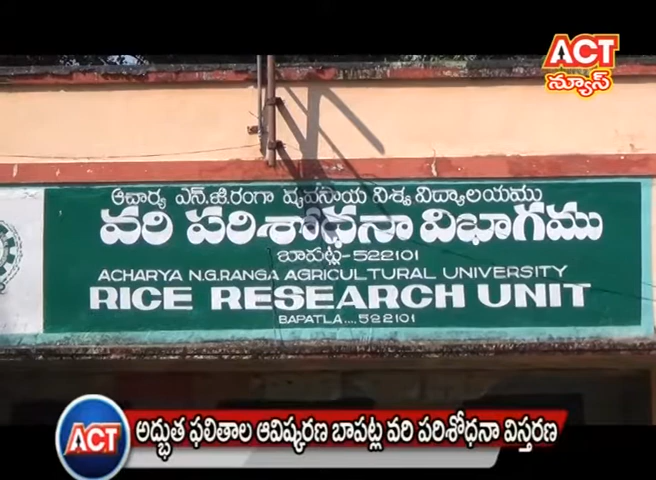 ACT
న్యూస్
ఆచార్య ఎన్.జి.రంగా వ్యవసాయ విశ్వ విద్యాలయము
వరి పరిశోధనా విభాగము
బాపట్ల-522101
ACHARYA N.G.RANGA AGRICULTURAL UNIVERSITY
RICE RESEARCH UNIT
BAPATLA....522101
ACT
అద్భుత ఫలితాల ఆవిష్కరణ బాపట్ల వరి పరిశోధనా విస్తరణ